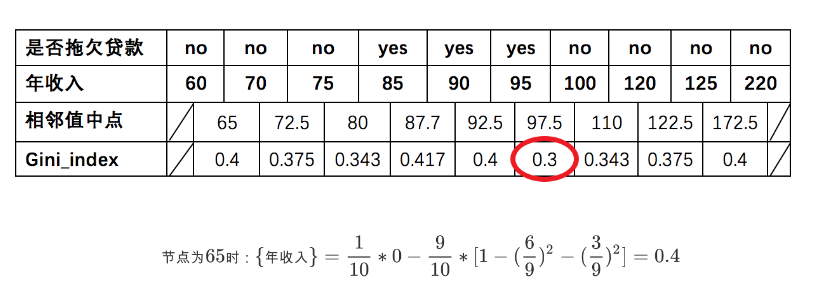 是否拖欠贷款 no no no yes yes yes no no no no
年收入 60 70 75 85 90 95 100 120 125 220
相邻值中点 65 72.5 80 87.7 92.5 97.5 110 122.5 172.5
Gini_index 0.4 0.375 0.343 0.417 0.4 0.3 0.343 0.375 0.4
节点为65时：{年收入} = \frac{1}{10} * 0 − \frac{9}{10} * [1 − (\frac{6}{9})^2 − (\frac{3}{9})^2] = 0.4